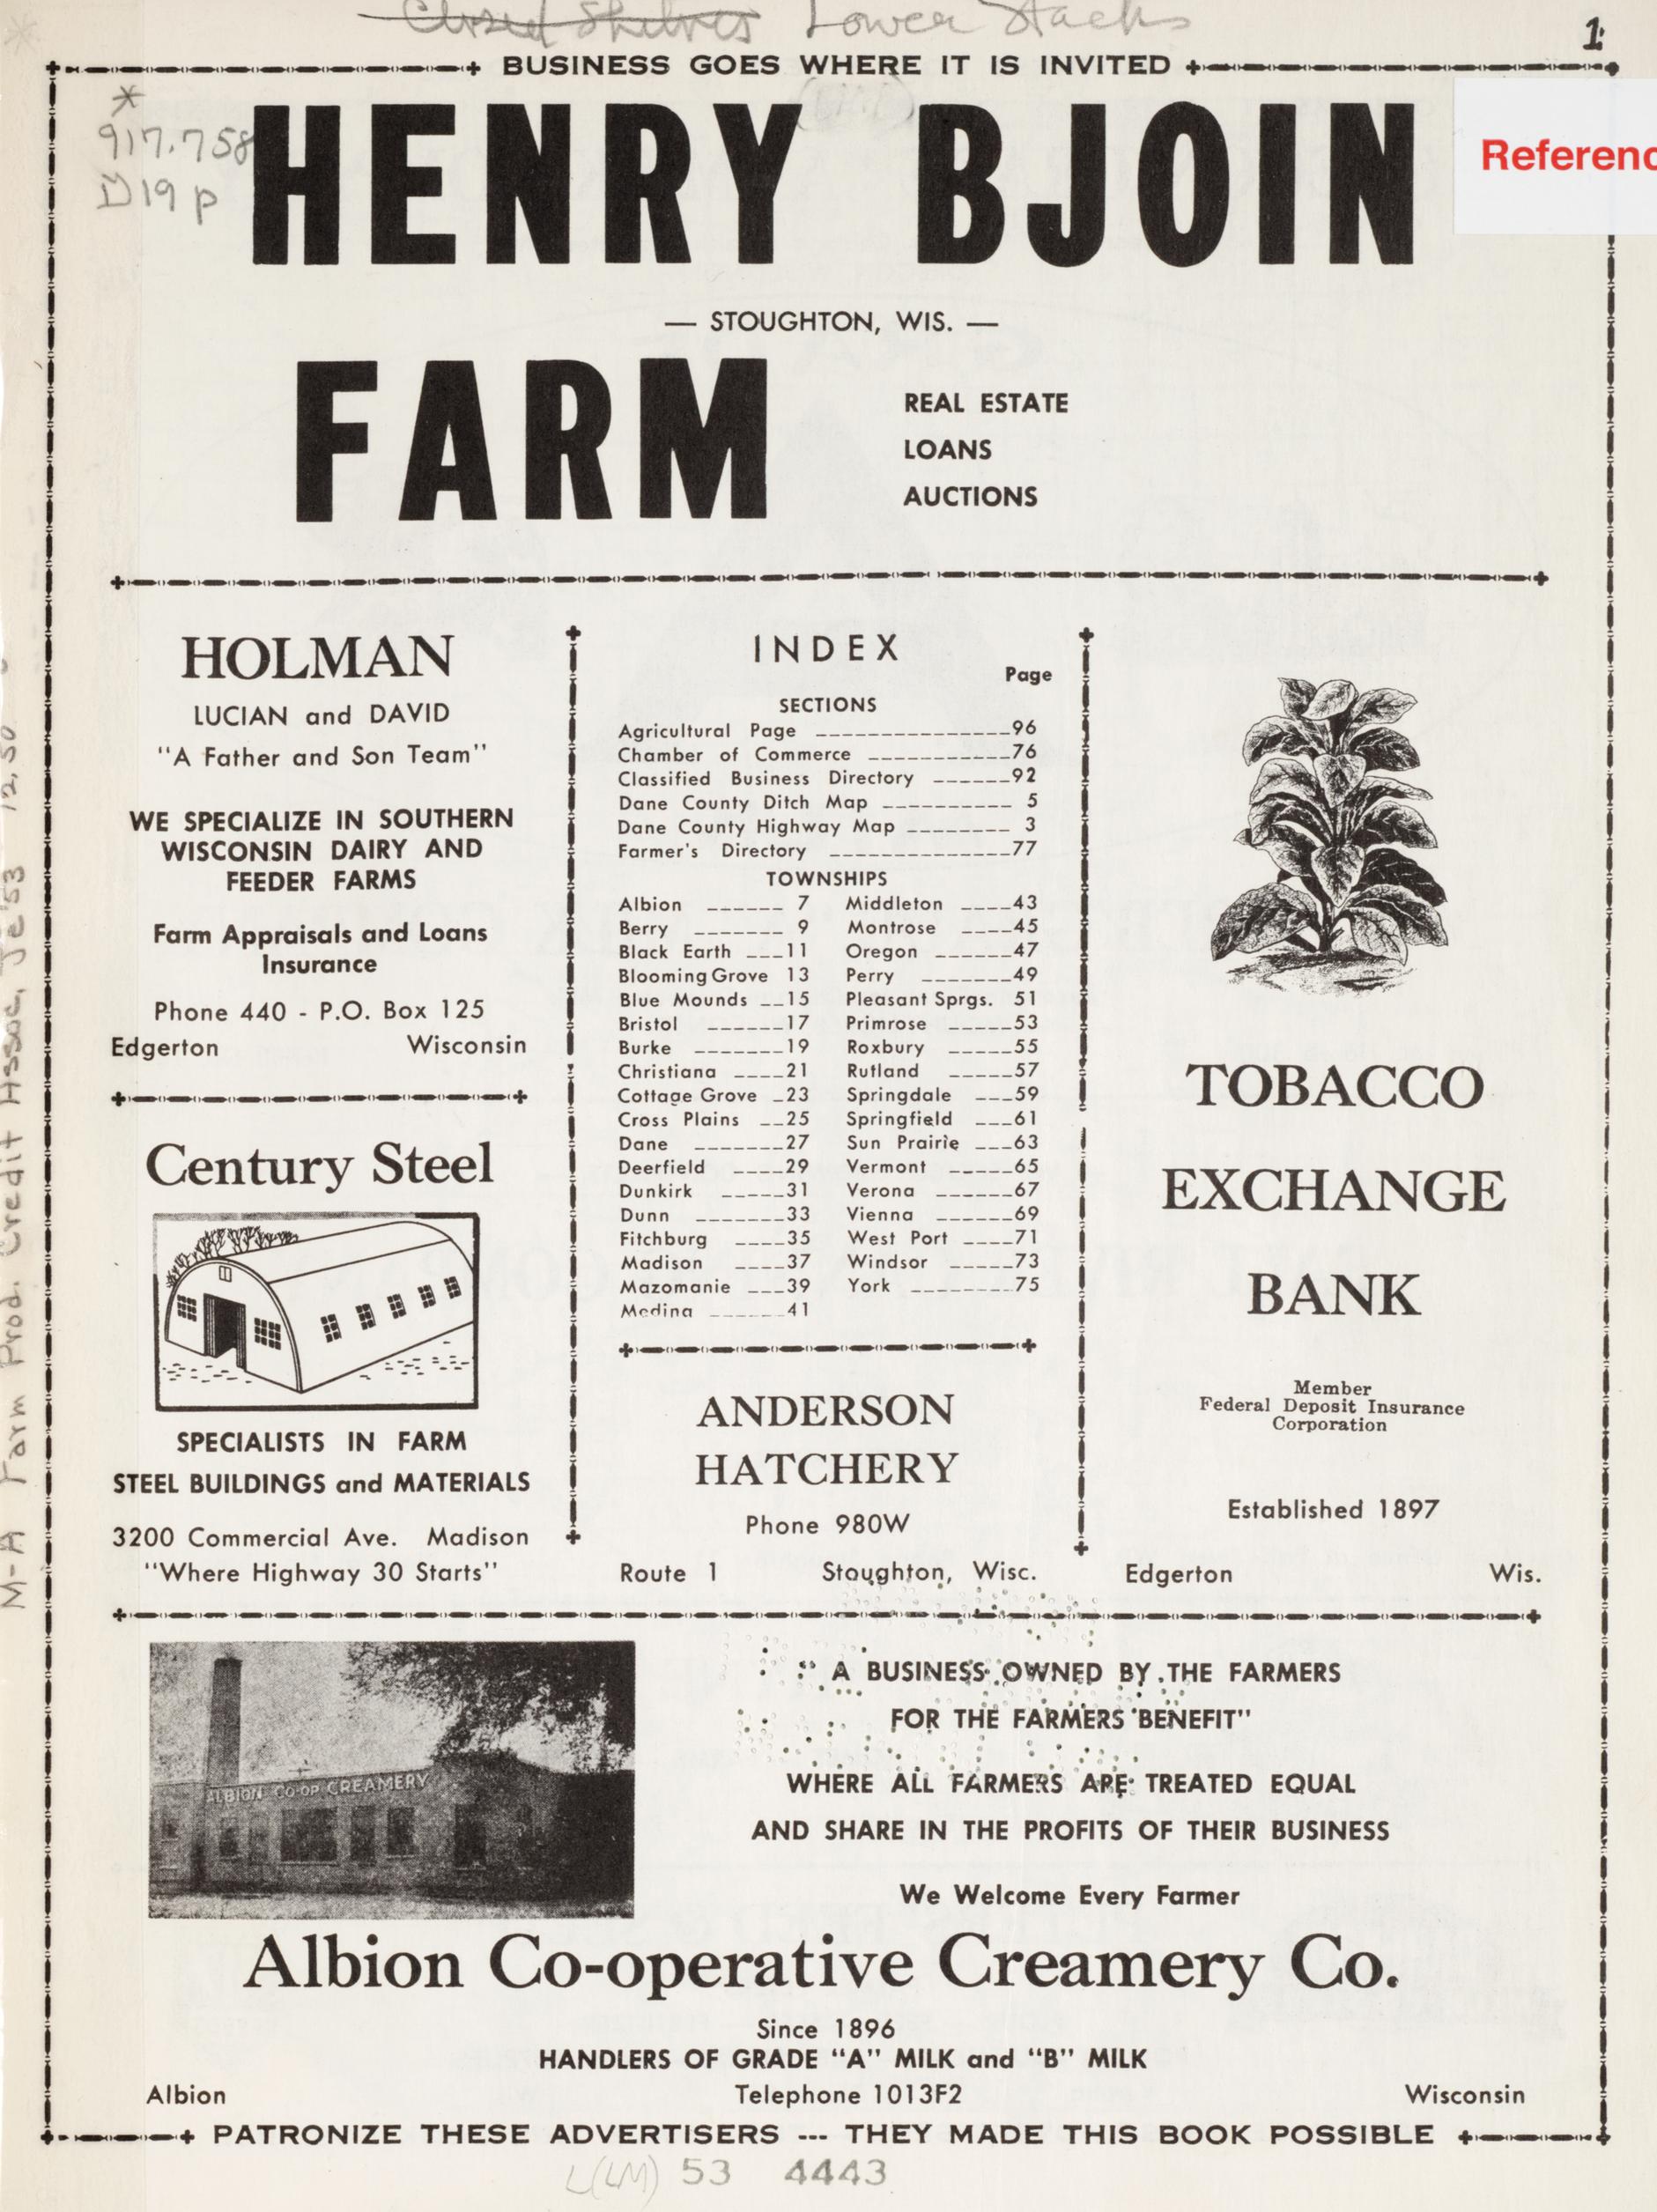 Closed Shelves Lower Stacks
1
BUSINESS GOES WHERE IT IS INVITED
*
917.758
D19p
HENRY BJOIN
Referenc
— STOUGHTON, WIS. —
FARM
REAL ESTATE
LOANS
AUCTIONS
HOLMAN
LUCIAN and DAVID
"A Father and Son Team"
WE SPECIALIZE IN SOUTHERN
WISCONSIN DAIRY AND
FEEDER FARMS
Farm Appraisals and Loans
Insurance
Phone 440 - P.O. Box 125
Edgerton Wisconsin
Century Steel
SPECIALISTS IN FARM
STEEL BUILDINGS and MATERIALS
3200 Commercial Ave. Madison
"Where Highway 30 Starts"
INDEX
Page
SECTIONS
Agricultural Page ---------------96
Chamber of Commerce -----------76
Classified Business Directory ------92
Dane County Ditch Map ---------- 5
Dane County Highway Map -------- 3
Farmer's Directory --------------77
TOWNSHIPS
Albion ------ 7 Middleton ----43
Berry ------- 9 Montrose ----45
Black Earth ---11 Oregon ------47
Blooming Grove 13 Perry -------49
Blue Mounds --15 Pleasant Sprgs. 51
Bristol ------17 Primrose -----53
Burke -------19 Roxbury -----55
Christiana ----21 Rutland -----57
Cottage Grove -23 Springdale ---59
Cross Plains --25 Springfield ---61
Dane -------27 Sun Prairie ---63
Deerfield ----29 Vermont -----65
Dunkirk -----31 Verona ------67
Dunn -------33 Vienna ------69
Fitchburg ----35 West Port ----71
Madison ----37 Windsor -----73
Mazomanie ---39 York --------75
Medina ------41
ANDERSON
HATCHERY
Phone 980W
Route 1 Stoughton, Wisc.
TOBACCO
EXCHANGE
BANK
Member
Federal Deposit Insurance
Corporation
Established 1897
Edgerton Wis.
ALBION CO-OP CREAMERY
"A BUSINESS OWNED BY THE FARMERS
FOR THE FARMERS BENEFIT"
WHERE ALL FARMERS ARE TREATED EQUAL
AND SHARE IN THE PROFITS OF THEIR BUSINESS
We Welcome Every Farmer
Albion Co-operative Creamery Co.
Since 1896
HANDLERS OF GRADE "A" MILK and "B" MILK
Albion Telephone 1013F2 Wisconsin
PATRONIZE THESE ADVERTISERS --- THEY MADE THIS BOOK POSSIBLE
L(LM) 53 4443
M-A Farm Prod. Credit Assoc, Je'53 12.50